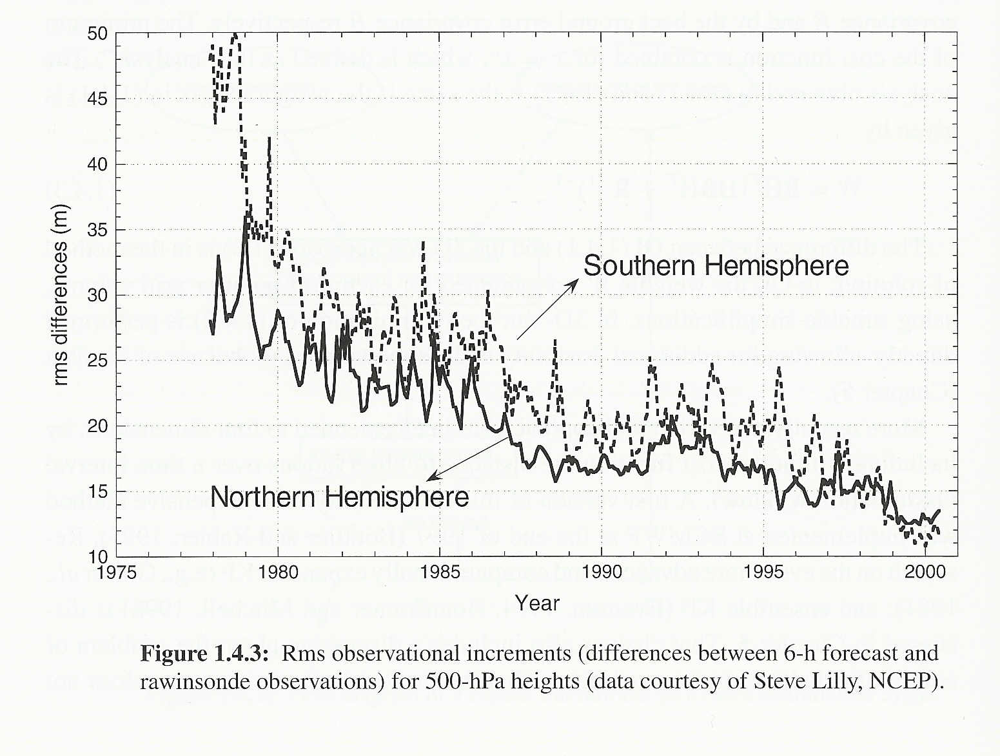 50
45
40
35
30
25
20
15
10
rms differences (m)
Southern Hemisphere
Northern Hemisphere
1975 1980 1985 1990 1995 2000
Year
Figure 1.4.3: Rms observational increments (differences between 6-h forecast and
rawinsonde observations) for 500-hPa heights (data courtesy of Steve Lilly, NCEP).